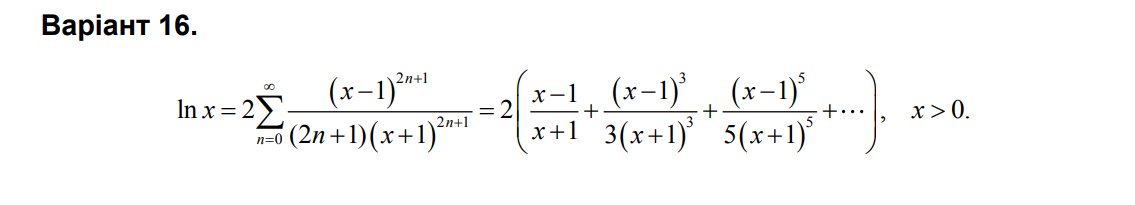 Варіант 16.
ln x = 2∑_{n=0}^{∞} (x−1)^{2n+1} / ((2n+1)(x+1)^{2n+1}) = 2( (x−1)/(x+1) + (x−1)^3/(3(x+1)^3) + (x−1)^5/(5(x+1)^5) + ⋯ ), x > 0.